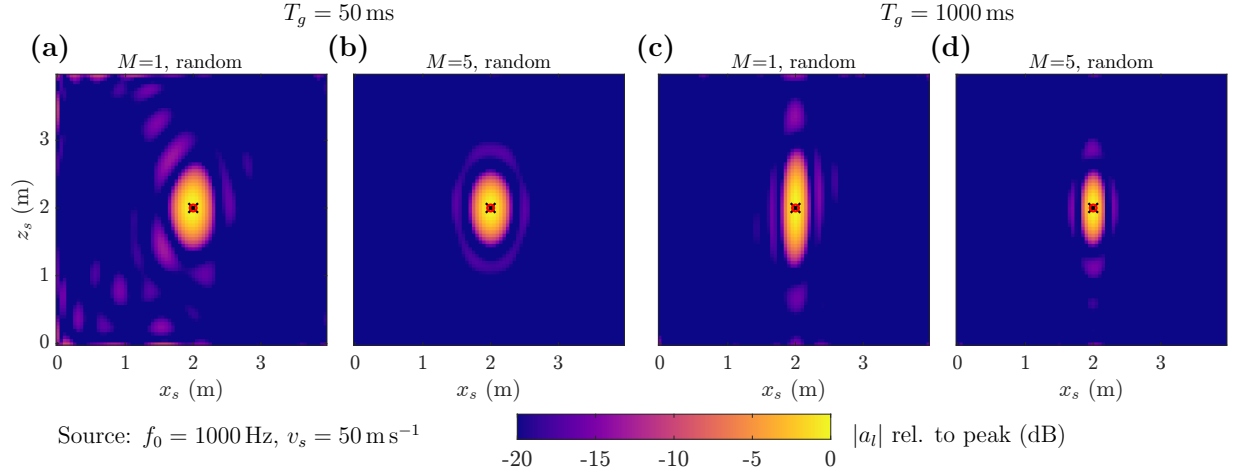 T_g = 50 ms
T_g = 1000 ms
(a) (b) (c) (d)
M=1, random
M=5, random
M=1, random
M=5, random
z_s (m)
3
2
1
0
0 1 2 3
0 1 2 3
0 1 2 3
0 1 2 3
x_s (m)
x_s (m)
x_s (m)
x_s (m)
Source: f_0 = 1000 Hz, v_s = 50 m s^{-1}
|a_l| rel. to peak (dB)
-20 -15 -10 -5 0